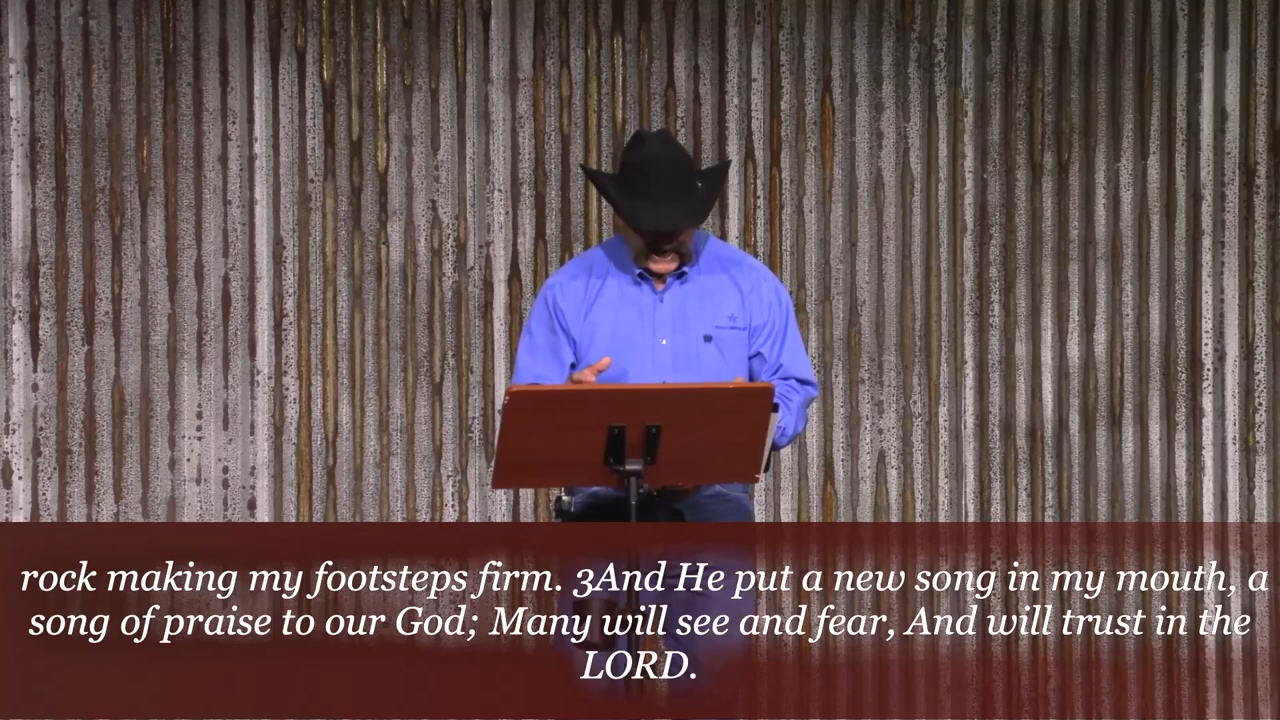 rock making my footsteps firm. 3And He put a new song in my mouth, a
song of praise to our God; Many will see and fear, And will trust in the
LORD.